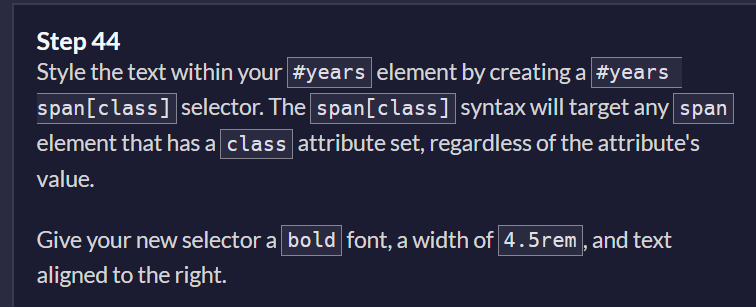 Step 44
Style the text within your #years element by creating a #years
span[class] selector. The span[class] syntax will target any span
element that has a class attribute set, regardless of the attribute's
value.
Give your new selector a bold font, a width of 4.5rem, and text
aligned to the right.